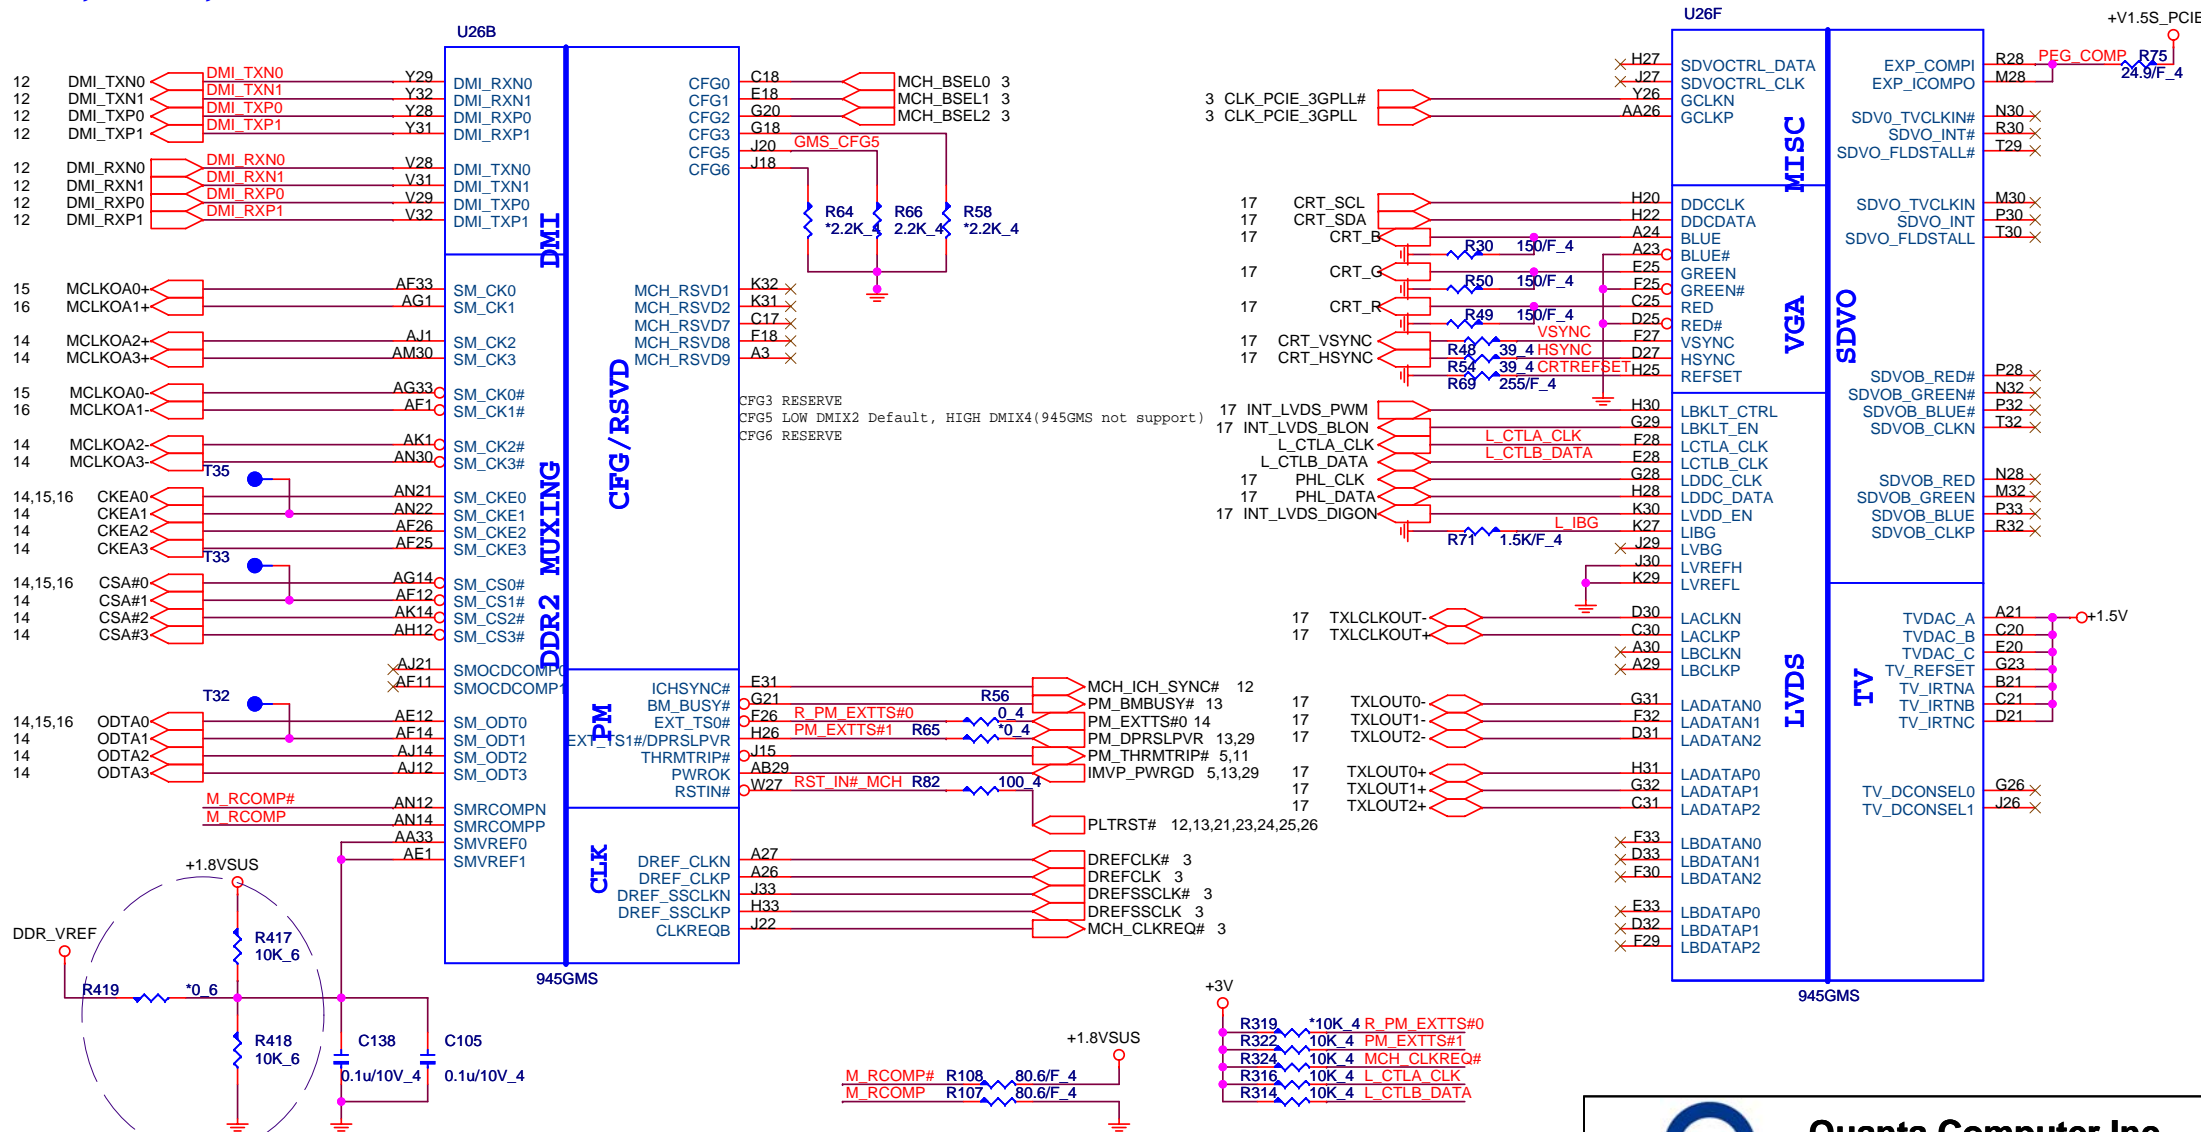 U26B
12 DMI_TXN0 DMI_TXN0 Y29 DMI_RXN0
12 DMI_TXN1 DMI_TXN1 Y32 DMI_RXN1
12 DMI_TXP0 DMI_TXP0 Y28 DMI_RXP0
12 DMI_TXP1 DMI_TXP1 Y31 DMI_RXP1
12 DMI_RXN0 DMI_RXN0 V28 DMI_TXN0
12 DMI_RXN1 DMI_RXN1 V31 DMI_TXN1
12 DMI_RXP0 DMI_RXP0 V29 DMI_TXP0
12 DMI_RXP1 DMI_RXP1 V32 DMI_TXP1
DMI
15 MCLKOA0+ AF33 SM_CK0
16 MCLKOA1+ AG1 SM_CK1
14 MCLKOA2+ AJ1 SM_CK2
14 MCLKOA3+ AM30 SM_CK3
15 MCLKOA0- AG33 SM_CK0#
16 MCLKOA1- AF1 SM_CK1#
14 MCLKOA2- AK1 SM_CK2#
14 MCLKOA3- AN30 SM_CK3#
T35
14,15,16 CKEA0 AN21 SM_CKE0
14 CKEA1 AN22 SM_CKE1
14 CKEA2 AF26 SM_CKE2
14 CKEA3 AF25 SM_CKE3
T33
14,15,16 CSA#0 AG14 SM_CS0#
14 CSA#1 AF12 SM_CS1#
14 CSA#2 AK14 SM_CS2#
14 CSA#3 AH12 SM_CS3#
DDR2 MUXING
AJ21 SMOCDCOMP0
AF11 SMOCDCOMP1
T32
14,15,16 ODTA0 AE12 SM_ODT0
14 ODTA1 AF14 SM_ODT1
14 ODTA2 AJ14 SM_ODT2
14 ODTA3 AJ12 SM_ODT3
M_RCOMP# AN12 SMRCOMPN
M_RCOMP AN14 SMRCOMPP
AA33 SMVREF0
AE1 SMVREF1
CFG0 C18 MCH_BSEL0 3
CFG1 E18 MCH_BSEL1 3
CFG2 G20 MCH_BSEL2 3
CFG3 G18
CFG5 J20 GMS_CFG5
CFG6 J18
R64 *2.2K_4
R66 2.2K_4
R58 *2.2K_4
MCH_RSVD1 K32
MCH_RSVD2 K31
MCH_RSVD7 C17
MCH_RSVD8 F18
MCH_RSVD9 A3
CFG/RSVD
CFG3 RESERVE
CFG5 LOW DMIX2 Default, HIGH DMIX4(945GMS not support)
CFG6 RESERVE
PM
ICHSYNC# E31 MCH_ICH_SYNC# 12
BM_BUSY# G21 PM_BMBUSY# 13
EXT_TS0# F26 R_PM_EXTTS#0 R56 0_4 PM_EXTTS#0 14
EXT_TS1#/DPRSLPVR H26 PM_EXTTS#1 R65 *0_4 PM_DPRSLPVR 13,29
THRMTRIP# J15 PM_THRMTRIP# 5,11
PWROK AB29 IMVP_PWRGD 5,13,29
RSTIN# W27 RST_IN#_MCH R82 100_4
PLTRST# 12,13,21,23,24,25,26
CLK
DREF_CLKN A27 DREFCLK# 3
DREF_CLKP A26 DREFCLK 3
DREF_SSCLKN J33 DREFSSCLK# 3
DREF_SSCLKP H33 DREFSSCLK 3
CLKREQB J22 MCH_CLKREQ# 3
945GMS
+1.8VSUS
DDR_VREF
R417
10K_6
R419 *0_6
R418
10K_6
C138
0.1u/10V_4
C105
0.1u/10V_4
+1.8VSUS
M_RCOMP# R108 80.6/F_4
M_RCOMP R107 80.6/F_4
+3V
R319 *10K_4 R_PM_EXTTS#0
R322 10K_4 PM_EXTTS#1
R324 10K_4 MCH_CLKREQ#
R316 10K_4 L_CTLA_CLK
R314 10K_4 L_CTLB_DATA
U26F
H27 SDVOCTRL_DATA
J27 SDVOCTRL_CLK
3 CLK_PCIE_3GPLL# Y26 GCLKN
3 CLK_PCIE_3GPLL AA26 GCLKP
MISC
17 CRT_SCL H20 DDCCLK
17 CRT_SDA H22 DDCDATA
17 CRT_B A24 BLUE
R30 150/F_4 A23 BLUE#
17 CRT_G E25 GREEN
R50 150/F_4 F25 GREEN#
17 CRT_R C25 RED
R49 150/F_4 D25 RED#
17 CRT_VSYNC R48 39_4 VSYNC F27 VSYNC
17 CRT_HSYNC R54 39_4 HSYNC D27 HSYNC
R69 255/F_4 CRTREFSET H25 REFSET
VGA
17 INT_LVDS_PWM H30 LBKLT_CTRL
17 INT_LVDS_BLON G29 LBKLT_EN
L_CTLA_CLK L_CTLA_CLK F28 LCTLA_CLK
L_CTLB_DATA L_CTLB_DATA E28 LCTLB_CLK
17 PHL_CLK G28 LDDC_CLK
17 PHL_DATA H28 LDDC_DATA
17 INT_LVDS_DIGON K30 LVDD_EN
R71 1.5K/F_4 L_IBG K27 LIBG
J29 LVBG
J30 LVREFH
K29 LVREFL
17 TXLCLKOUT- D30 LACLKN
17 TXLCLKOUT+ C30 LACLKP
A30 LBCLKN
A29 LBCLKP
LVDS
17 TXLOUT0- G31 LADATAN0
17 TXLOUT1- F32 LADATAN1
17 TXLOUT2- D31 LADATAN2
17 TXLOUT0+ H31 LADATAP0
17 TXLOUT1+ G32 LADATAP1
17 TXLOUT2+ C31 LADATAP2
F33 LBDATAN0
D33 LBDATAN1
F30 LBDATAN2
E33 LBDATAP0
D32 LBDATAP1
F29 LBDATAP2
+V1.5S_PCIE
EXP_COMPI R28 PEG_COMP R75
EXP_ICOMPO M28 24.9/F_4
SDV0_TVCLKIN# N30
SDVO_INT# R30
SDVO_FLDSTALL# T29
SDVO_TVCLKIN M30
SDVO_INT P30
SDVO_FLDSTALL T30
SDVO
SDVOB_RED# P28
SDVOB_GREEN# N32
SDVOB_BLUE# P32
SDVOB_CLKN T32
SDVOB_RED N28
SDVOB_GREEN M32
SDVOB_BLUE P33
SDVOB_CLKP R32
TVDAC_A A21 +1.5V
TVDAC_B C20
TVDAC_C E20
TV_REFSET G23
TV_IRTNA B21
TV_IRTNB C21
TV_IRTNC D21
TV
TV_DCONSEL0 G26
TV_DCONSEL1 J26
945GMS
Quanta Computer Inc